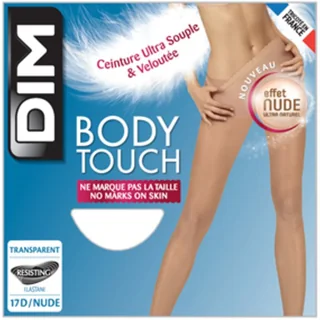 DIM
Ceinture Ultra Souple
& Veloutée
TRICOTÉ EN
FRANCE
NOUVEAU
effet
NUDE
ULTRA NATUREL
BODY
TOUCH
NE MARQUE PAS LA TAILLE
NO MARKS ON SKIN
TRANSPARENT
RESISTING
ELASTANE
17D/NUDE